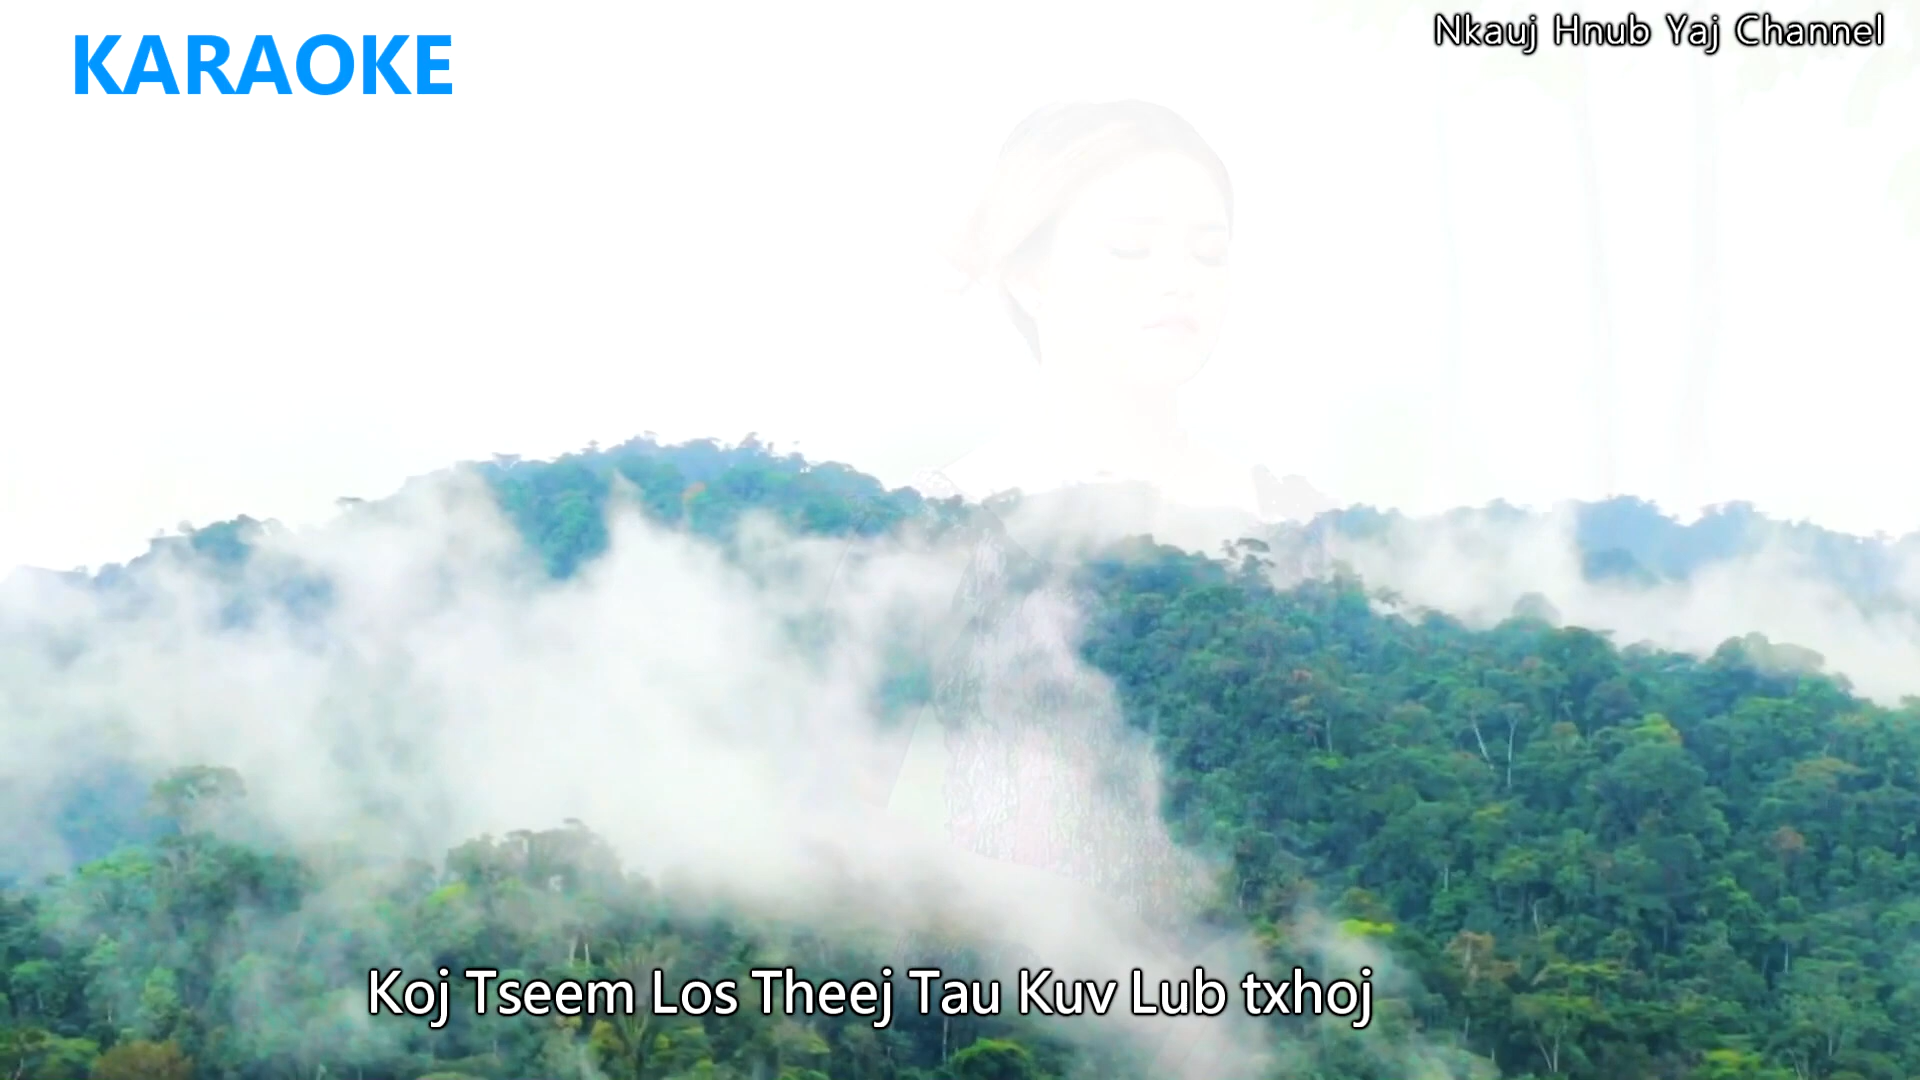 KARAOKE
Nkauj Hnub Yaj Channel
Koj Tseem Los Theej Tau Kuv Lub txhoj